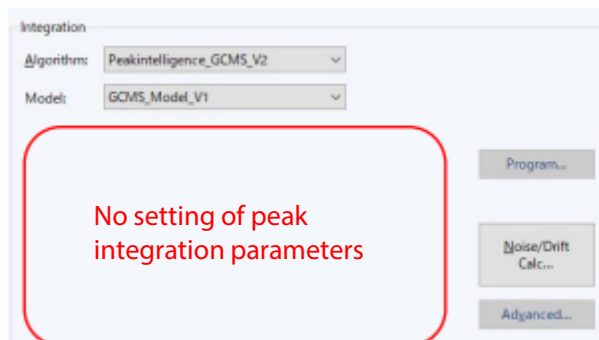 Integration
Algorithm: Peakintelligence_GCMS_V2
Model: GCMS_Model_V1
Program...
No setting of peak
integration parameters
Noise/Drift
Calc...
Advanced...